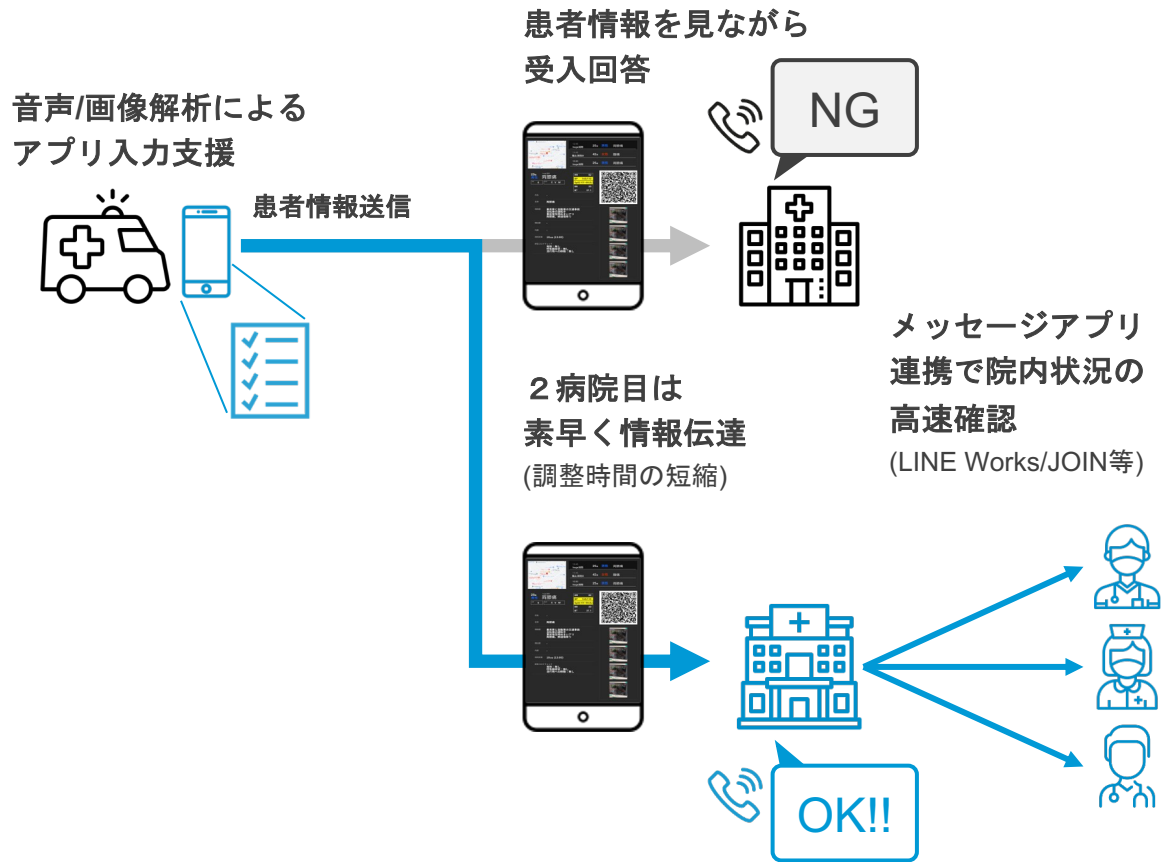 患者情報を見ながら
受入回答
音声/画像解析による
アプリ入力支援
NG
患者情報送信
メッセージアプリ
連携で院内状況の
高速確認
(LINE Works/JOIN等)
２病院目は
素早く情報伝達
(調整時間の短縮)
OK!!